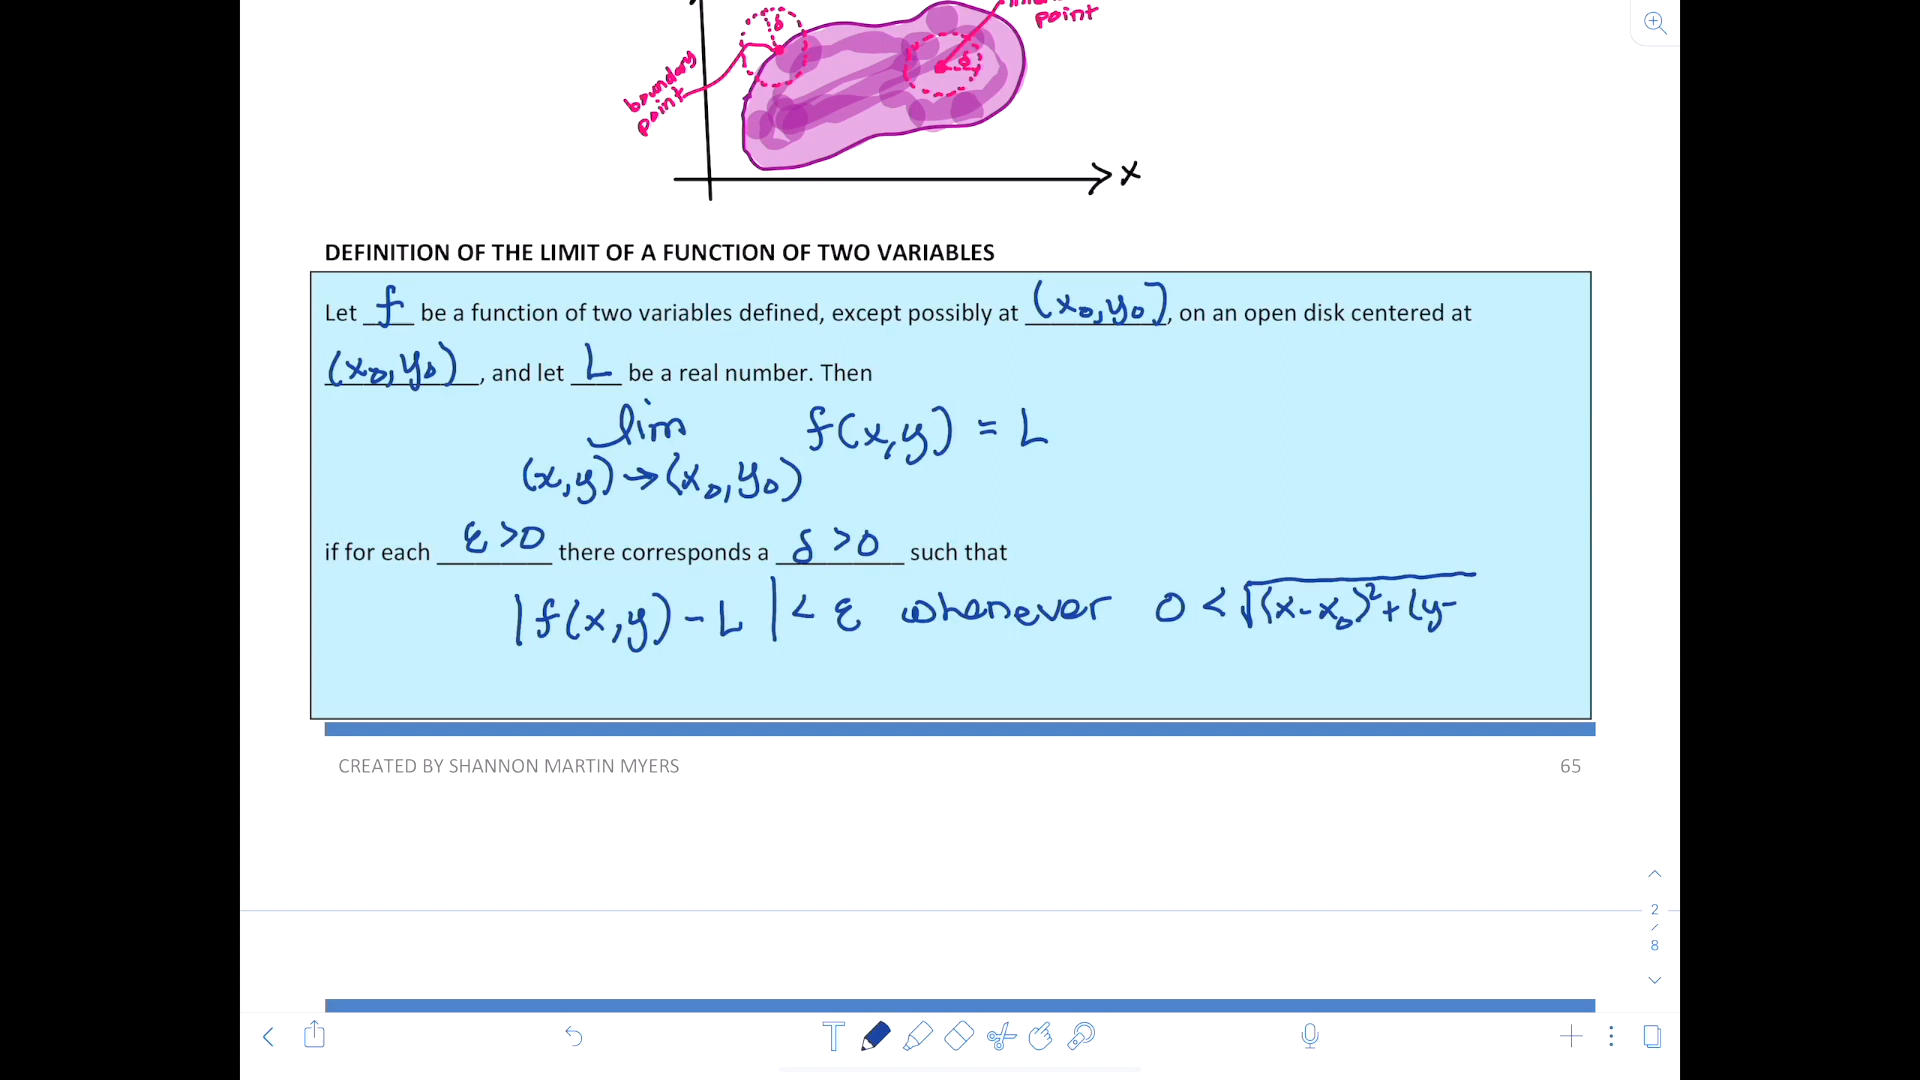 δ
point
boundary
point
δ
x
DEFINITION OF THE LIMIT OF A FUNCTION OF TWO VARIABLES
Let f be a function of two variables defined, except possibly at (x₀,y₀), on an open disk centered at
(x₀,y₀), and let L be a real number. Then
lim f(x,y) = L
(x,y)→(x₀,y₀)
if for each ε>0 there corresponds a δ>0 such that
|f(x,y)-L|<ε whenever 0<√(x-x₀)²+(y-
CREATED BY SHANNON MARTIN MYERS 65
2
/
8
T